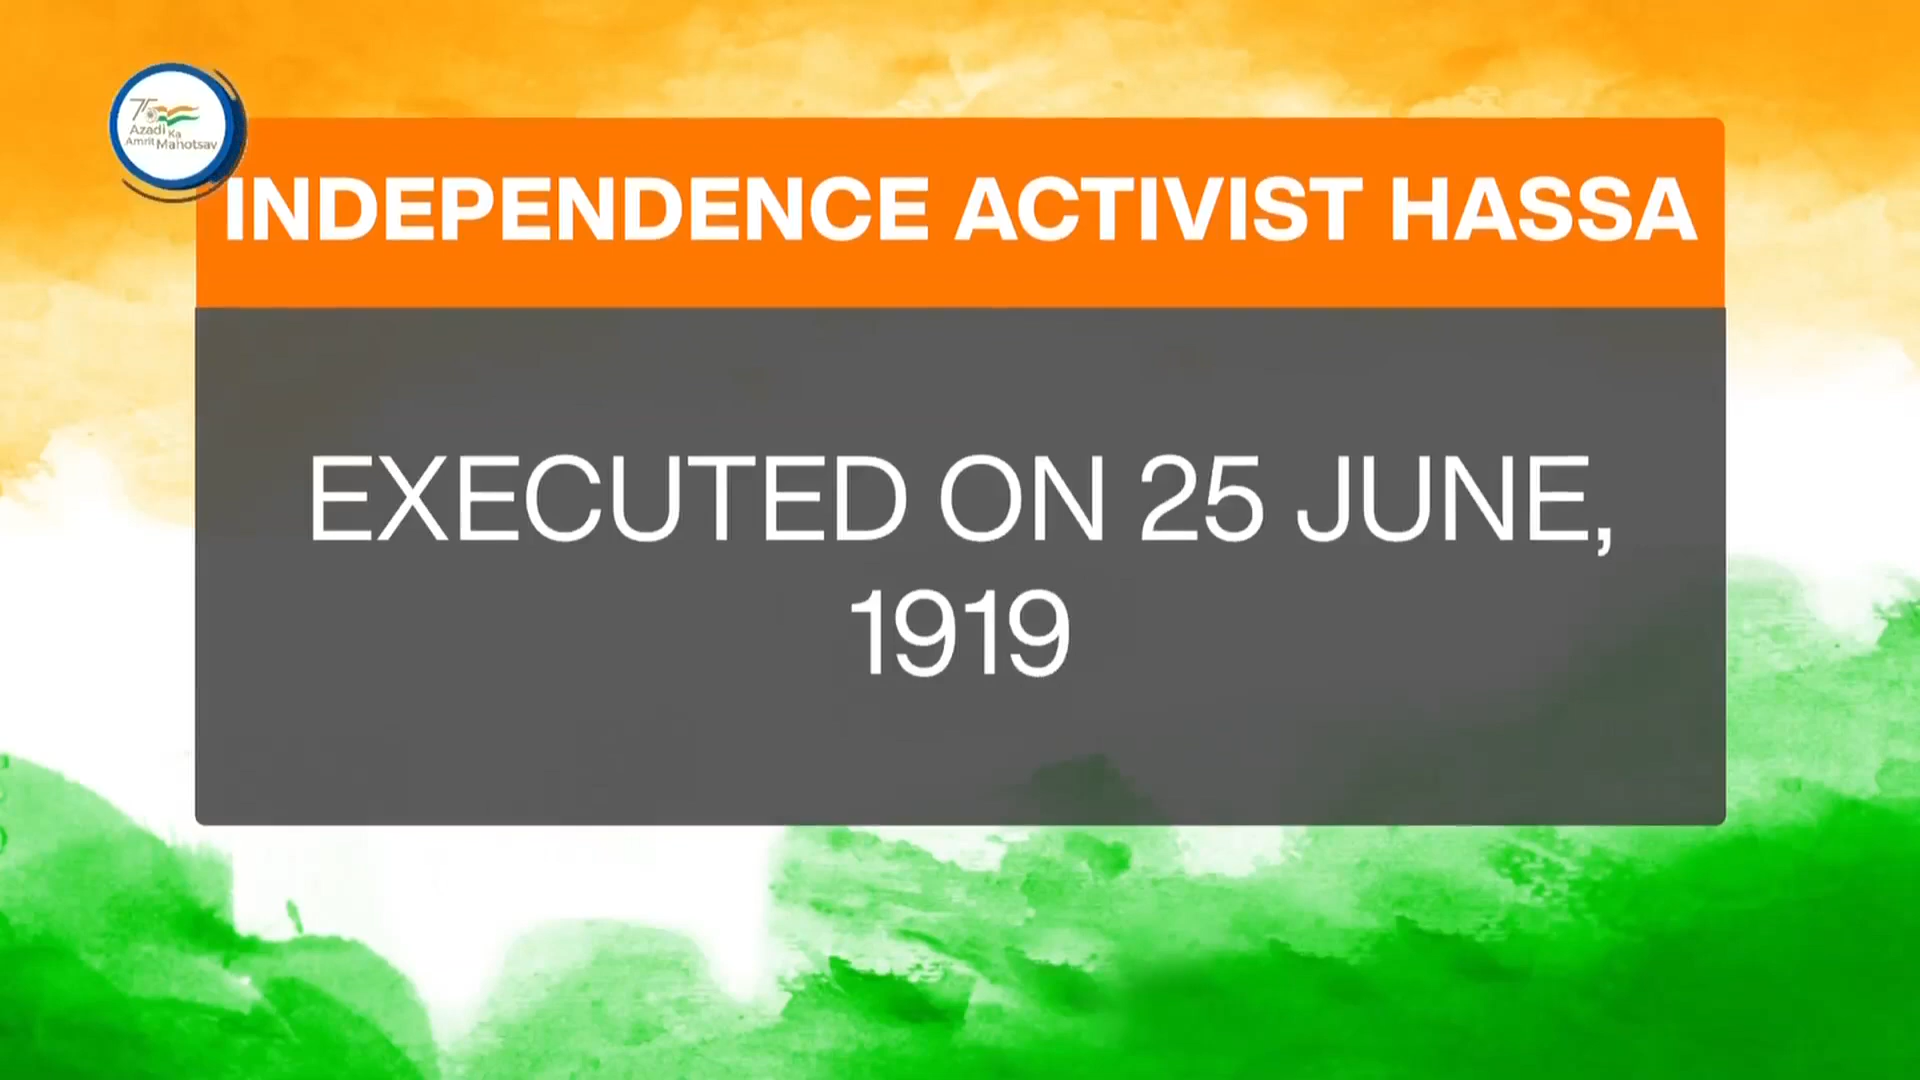 75
Azadi Ka
Amrit Mahotsav
INDEPENDENCE ACTIVIST HASSA
EXECUTED ON 25 JUNE,
1919